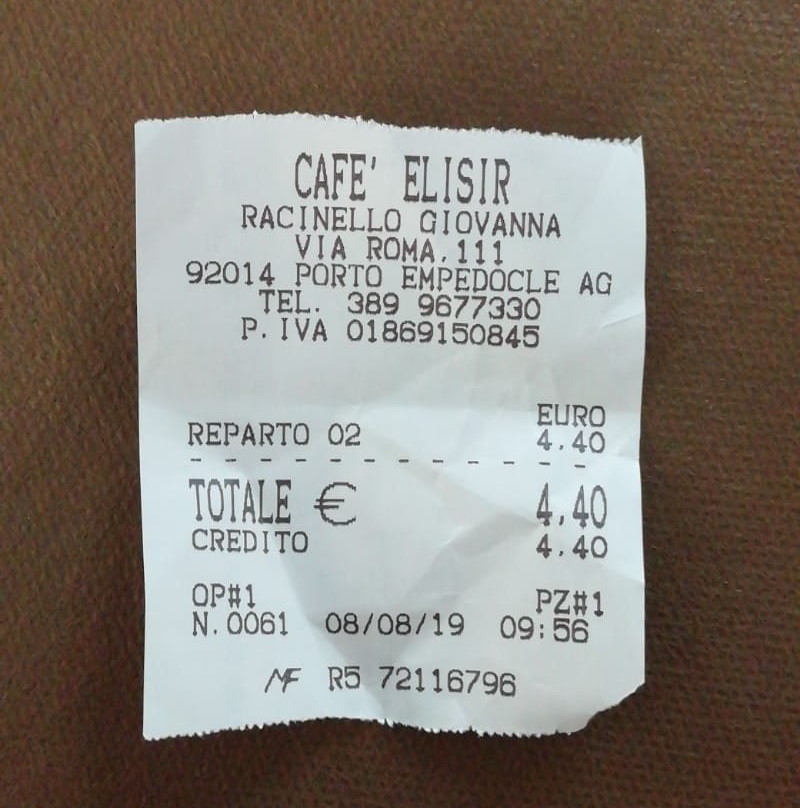 CAFE' ELISIR
RACINELLO GIOVANNA
VIA ROMA,111
92014 PORTO EMPEDOCLE AG
TEL. 389 9677330
P.IVA 01869150845
EURO
REPARTO 02 4,40
TOTALE € 4,40
CREDITO 4,40
OP#1 PZ#1
N.0061 08/08/19 09:56
MF R5 72116796